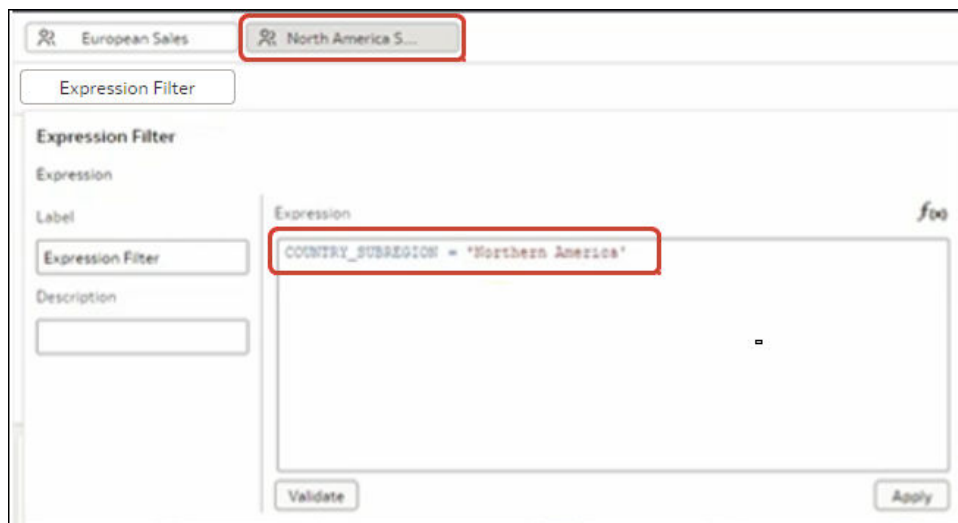 European Sales
North America S...
Expression Filter
Expression Filter
Expression
Label
Expression
f(x)
Expression Filter
COUNTRY_SUBREGION = 'Northern America'
Description
Validate
Apply